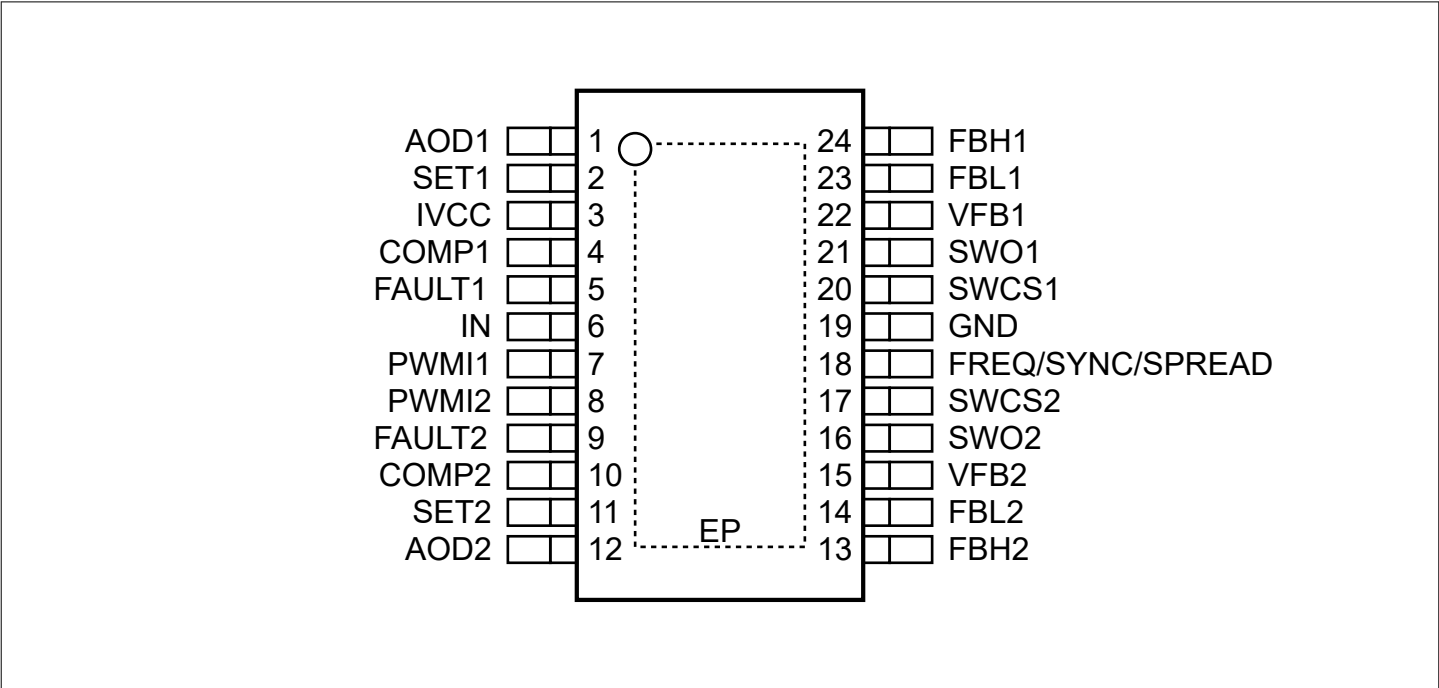 AOD1 1 24 FBH1
SET1 2 23 FBL1
IVCC 3 22 VFB1
COMP1 4 21 SWO1
FAULT1 5 20 SWCS1
IN 6 19 GND
PWMI1 7 18 FREQ/SYNC/SPREAD
PWMI2 8 17 SWCS2
FAULT2 9 16 SWO2
COMP2 10 15 VFB2
SET2 11 14 FBL2
EP
AOD2 12 13 FBH2